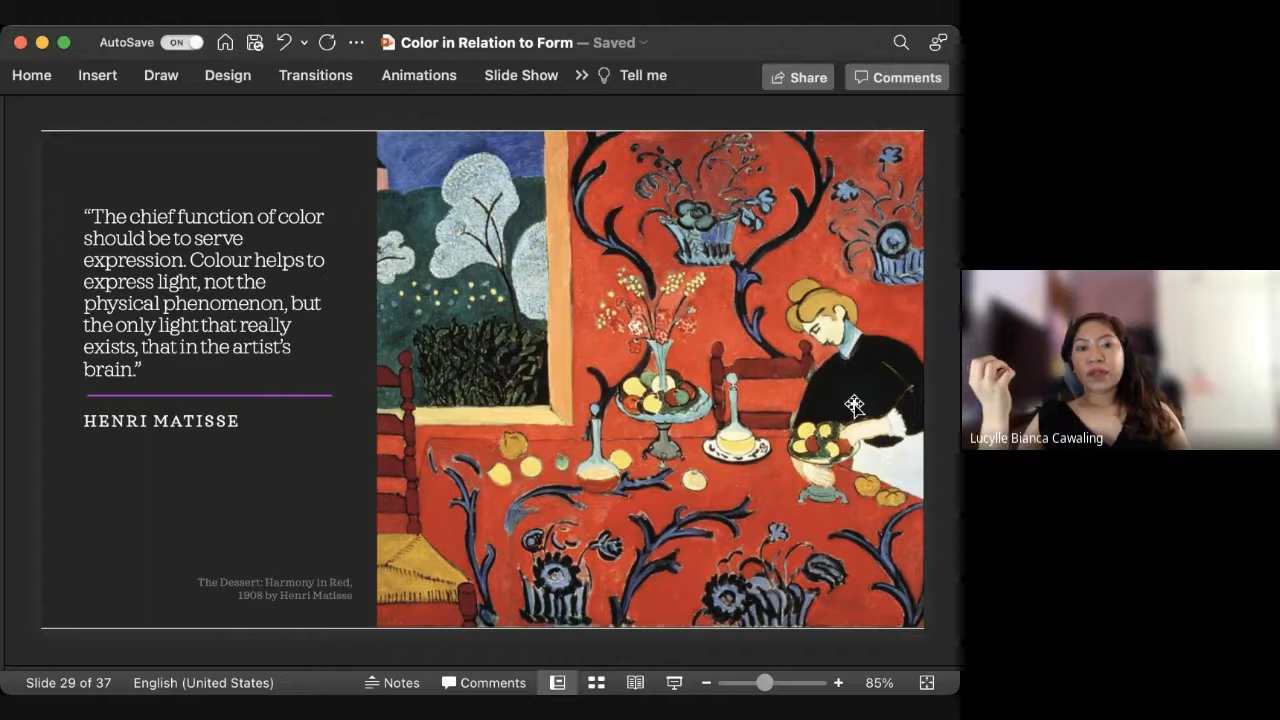 AutoSave ON Color in Relation to Form — Saved
Home Insert Draw Design Transitions Animations Slide Show Tell me Share Comments
“The chief function of color
should be to serve
expression. Colour helps to
express light, not the
physical phenomenon, but
the only light that really
exists, that in the artist’s
brain.”
HENRI MATISSE
The Dessert: Harmony in Red,
1908 by Henri Matisse
Lucylle Bianca Cawaling
Slide 29 of 37 English (United States) Notes Comments 85%